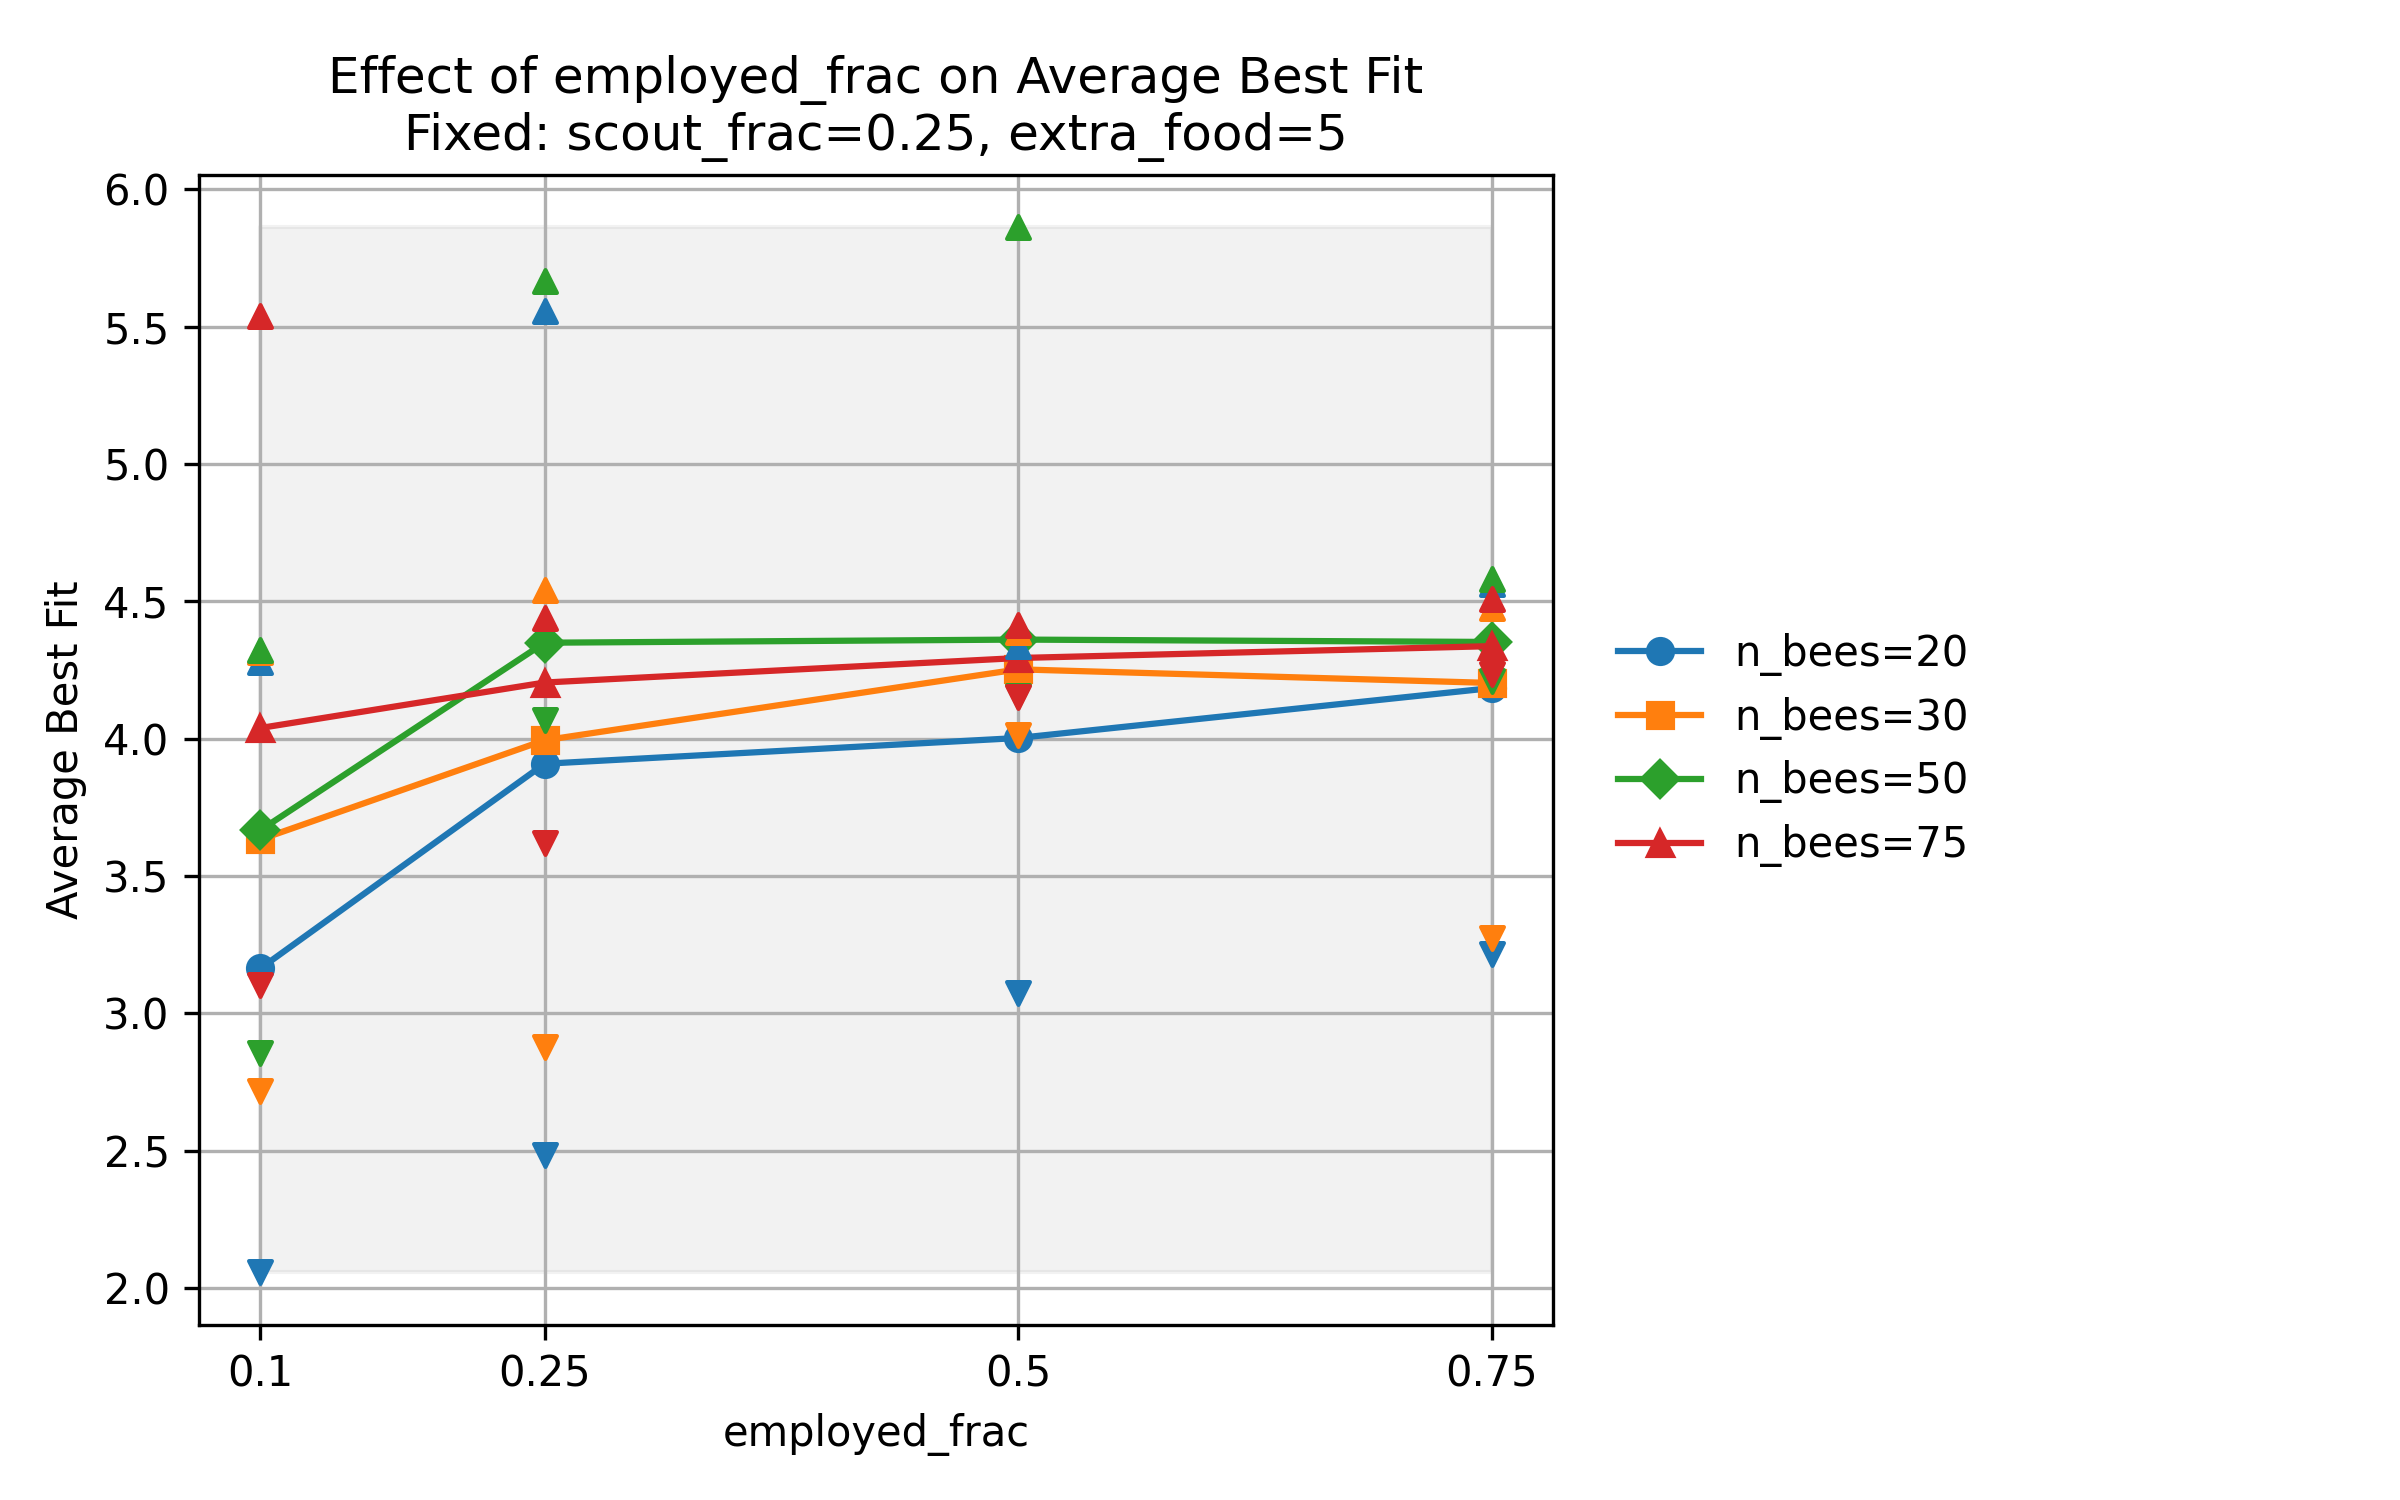 Effect of employed_frac on Average Best Fit
Fixed: scout_frac=0.25, extra_food=5
6.0
5.5
5.0
4.5
4.0
3.5
3.0
2.5
2.0
Average Best Fit
0.1 0.25 0.5 0.75
employed_frac
n_bees=20
n_bees=30
n_bees=50
n_bees=75